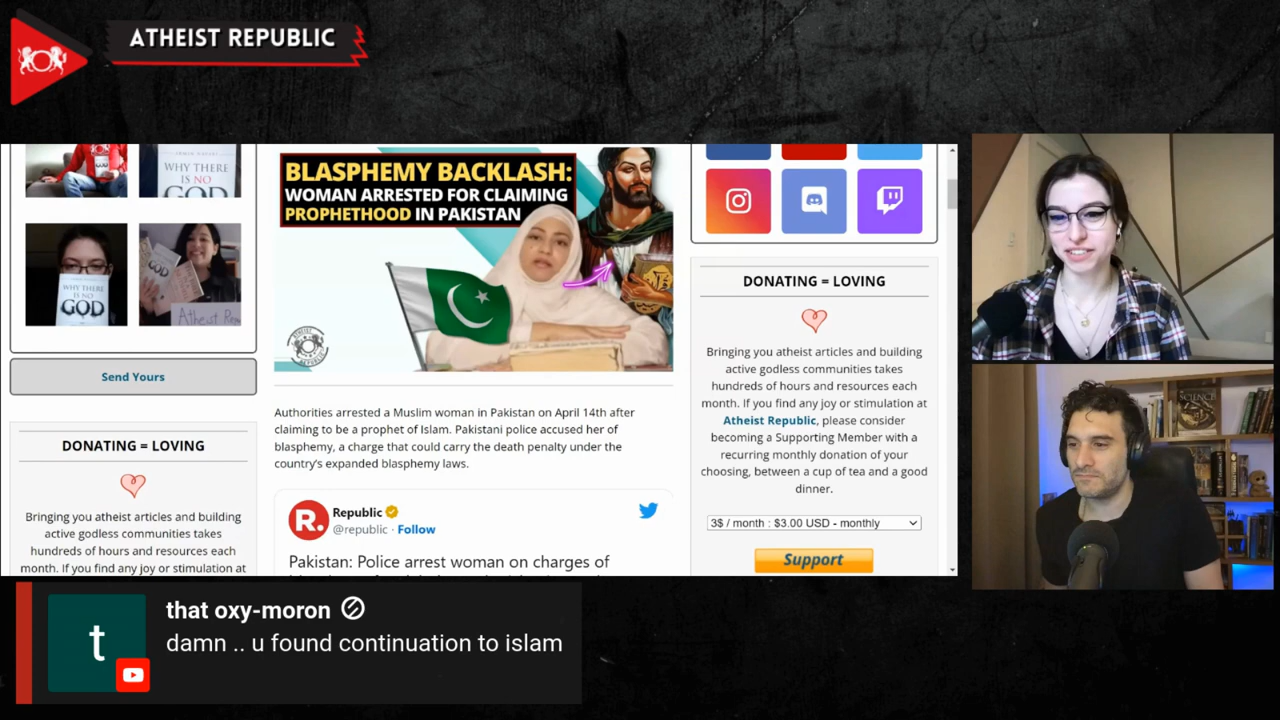 ATHEIST REPUBLIC
WHY THERE
IS NO
GOD
WHY THERE
IS NO
GOD
GOD
Atheist Re
Send Yours
DONATING = LOVING
Bringing you atheist articles and building
active godless communities takes
hundreds of hours and resources each
month. If you find any joy or stimulation at
BLASPHEMY BACKLASH:
WOMAN ARRESTED FOR CLAIMING
PROPHETHOOD IN PAKISTAN
ATHEIST
REPUBLIC
Authorities arrested a Muslim woman in Pakistan on April 14th after
claiming to be a prophet of Islam. Pakistani police accused her of
blasphemy, a charge that could carry the death penalty under the
country's expanded blasphemy laws.
R.
Republic
@republic · Follow
Pakistan: Police arrest woman on charges of
DONATING = LOVING
Bringing you atheist articles and building
active godless communities takes
hundreds of hours and resources each
month. If you find any joy or stimulation at
Atheist Republic, please consider
becoming a Supporting Member with a
recurring monthly donation of your
choosing, between a cup of tea and a good
dinner.
3$ / month : $3.00 USD - monthly
Support
SCIENCE
t
that oxy-moron
damn .. u found continuation to islam